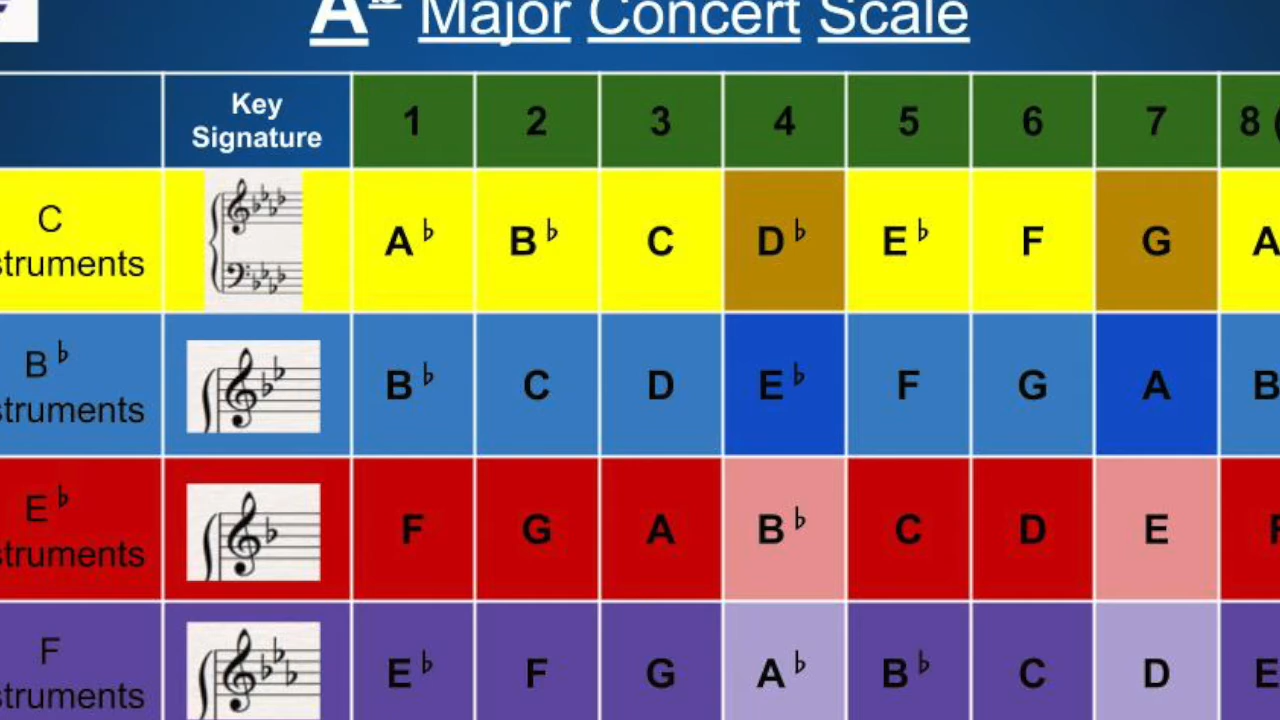 A♭ Major Concert Scale
Key
Signature
1 2 3 4 5 6 7 8 (
C
struments
A♭ B♭ C D♭ E♭ F G A
B♭
struments
B♭ C D E♭ F G A B
E♭
struments
F G A B♭ C D E F
F
struments
E♭ F G A♭ B♭ C D E